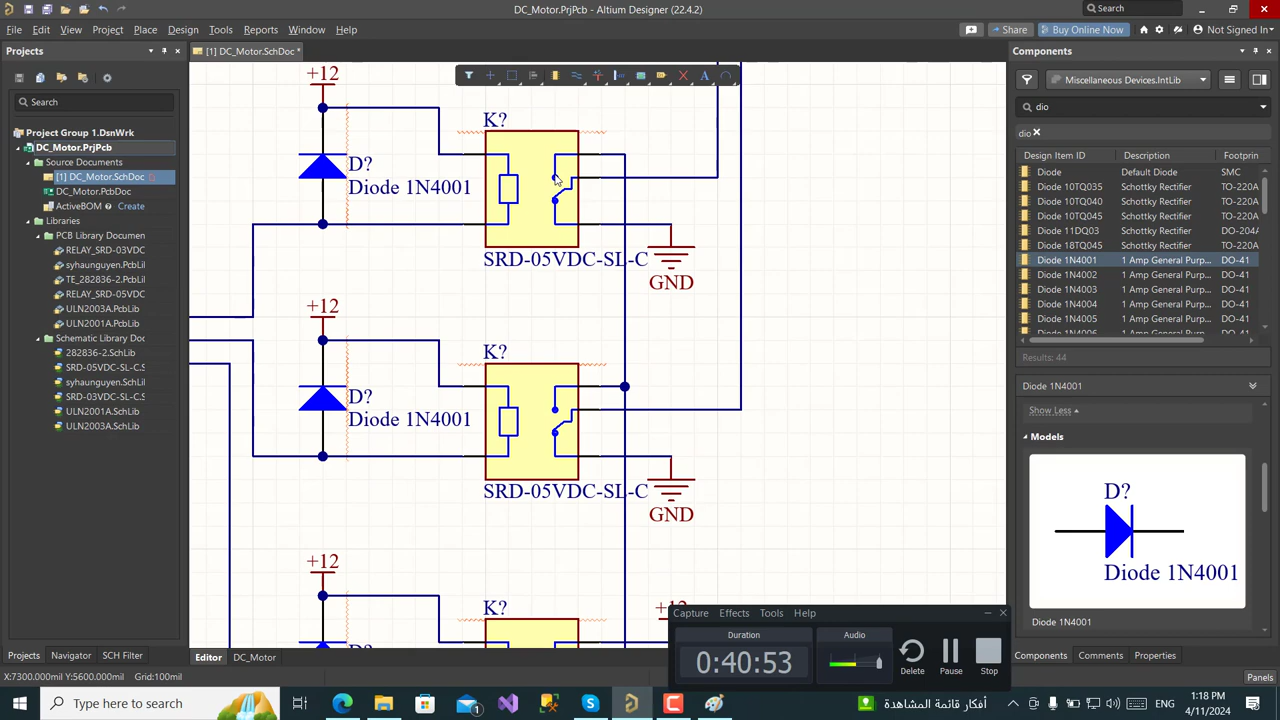 DC_Motor.PrjPcb - Altium Designer (22.4.2)
Search
File Edit View Project Place Design Tools Reports Window Help
Share
Buy Online Now
Not Signed In
Projects
[1] DC_Motor.SchDoc *
Components
Miscellaneous Devices.IntLib
Search
dio
dio
Project Group 1.DsnWrk
DC_Motor.PrjPcb
Source Documents
[1] DC_Motor.SchDoc
DC_Motor.PcbDoc
ActiveBOM Create
Libraries
PCB Library Documen
RELAY_SRD-03VDC
syhaunguyen.PcbLi
TE_282836-2.PcbLi
RELAY_SRD-05VDC
ULN2003A.PcbLib
ULN2001A.PcbLib
Schematic Library Doc
282836-2.SchLib
SRD-05VDC-SL-C.S
syhaunguyen.SchLi
SRD-03VDC-SL-C.S
ULN2001A.SchLib
ULN2003A.SchLib
+12
K?
D?
Diode 1N4001
SRD-05VDC-SL-C
GND
+12
K?
D?
Diode 1N4001
SRD-05VDC-SL-C
GND
+12
K?
D?
+12
Design Item ID Description Footprin
Diode Default Diode SMC
Diode 10TQ035 Schottky Rectifier TO-220A
Diode 10TQ040 Schottky Rectifier TO-220A
Diode 10TQ045 Schottky Rectifier TO-220A
Diode 11DQ03 Schottky Rectifier DO-204A
Diode 18TQ045 Schottky Rectifier TO-220A
Diode 1N4001 1 Amp General Purp... DO-41
Diode 1N4002 1 Amp General Purp... DO-41
Diode 1N4003 1 Amp General Purp... DO-41
Diode 1N4004 1 Amp General Purp... DO-41
Diode 1N4005 1 Amp General Purp... DO-41
Diode 1N4006 1 Amp General Purp... DO-41
Results: 44
Diode 1N4001
Show Less
Models
D?
Diode 1N4001
Diode 1N4001
Capture Effects Tools Help
Duration
0:40:53
Audio
Delete
Pause
Stop
Projects Navigator SCH Filter
Editor DC_Motor
Components Comments Properties
X:7100.000mil Y:5600.000mil Grid:100mil
Panels
Type here to search
1
أفكار قائمة المشاهدة
1:18 PM
4/11/2024